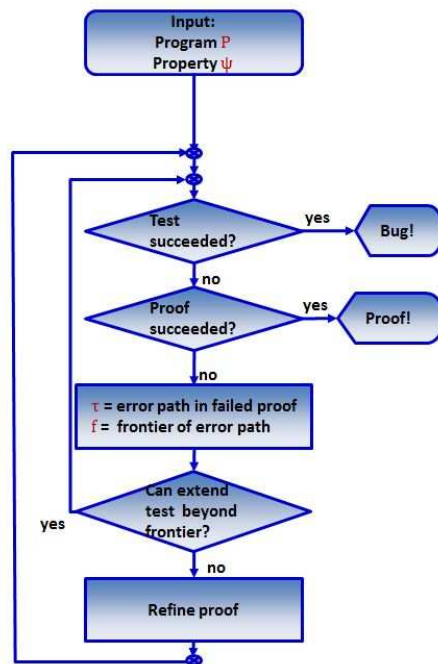 Input:
Program P
Property ψ
Test
succeeded?
yes
Bug!
no
Proof
succeeded?
yes
Proof!
no
τ = error path in failed proof
f = frontier of error path
Can extend
test beyond
frontier?
yes
no
Refine proof